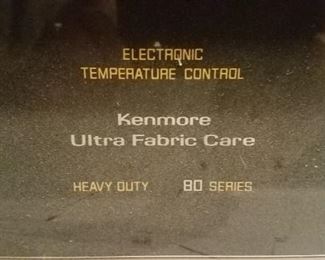 ELECTRONIC
TEMPERATURE CONTROL
Kenmore
Ultra Fabric Care
HEAVY DUTY 80 SERIES